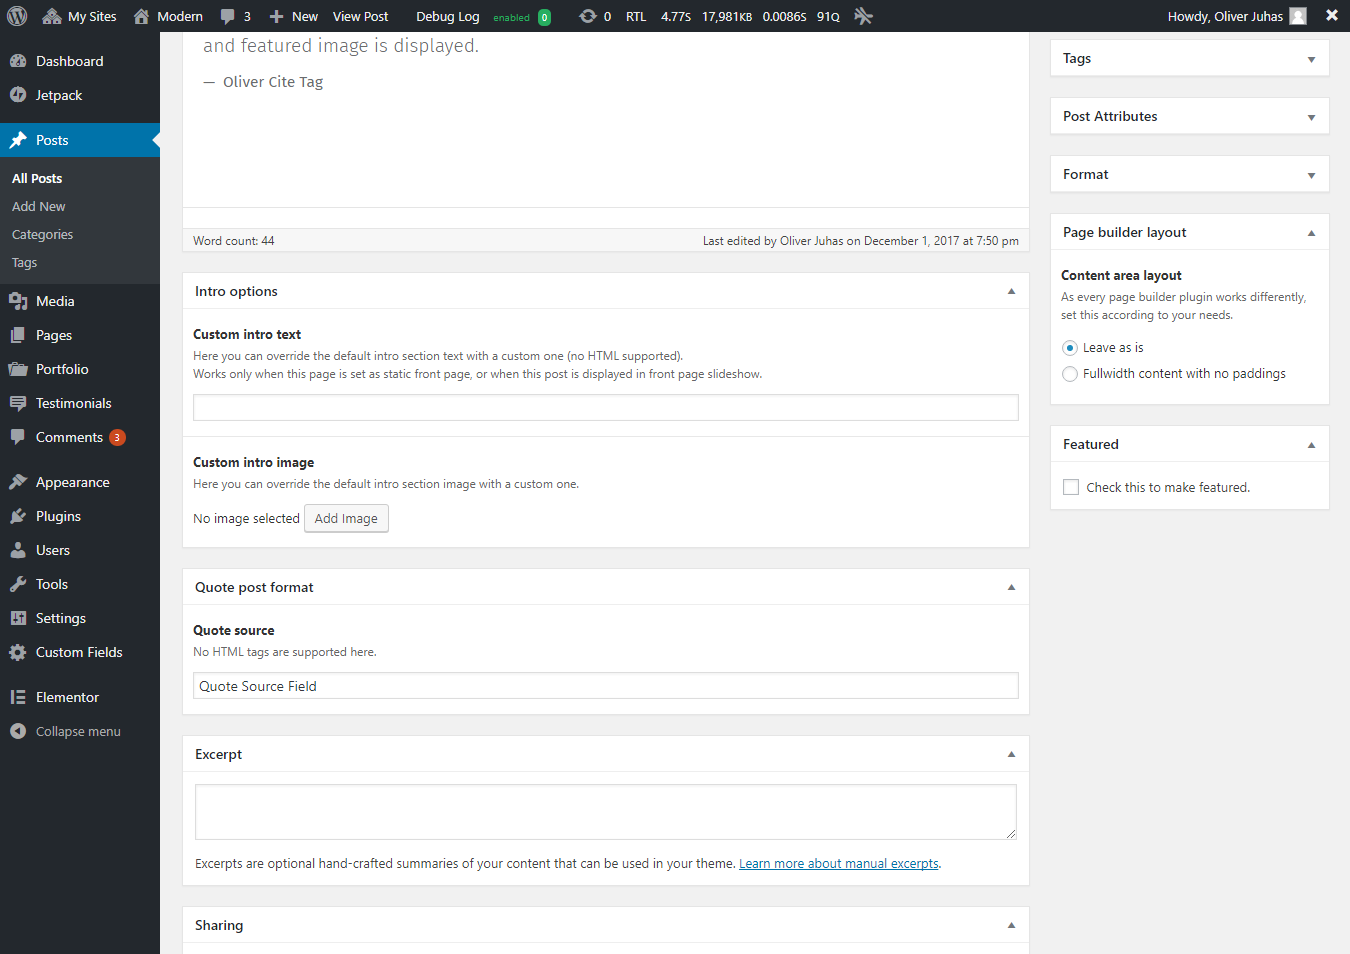 My Sites Modern 3 New View Post Debug Log enabled 0 0 RTL 4.77S 17,981KB 0.0086S 91Q Howdy, Oliver Juhas
Dashboard
Jetpack
Posts
All Posts
Add New
Categories
Tags
Media
Pages
Portfolio
Testimonials
Comments 3
Appearance
Plugins
Users
Tools
Settings
Custom Fields
Elementor
Collapse menu
and featured image is displayed.
— Oliver Cite Tag
Word count: 44 Last edited by Oliver Juhas on December 1, 2017 at 7:50 pm
Intro options
Custom intro text
Here you can override the default intro section text with a custom one (no HTML supported).
Works only when this page is set as static front page, or when this post is displayed in front page slideshow.
Custom intro image
Here you can override the default intro section image with a custom one.
No image selected Add Image
Quote post format
Quote source
No HTML tags are supported here.
Quote Source Field
Excerpt
Excerpts are optional hand-crafted summaries of your content that can be used in your theme. Learn more about manual excerpts.
Sharing
Tags
Post Attributes
Format
Page builder layout
Content area layout
As every page builder plugin works differently,
set this according to your needs.
Leave as is
Fullwidth content with no paddings
Featured
Check this to make featured.